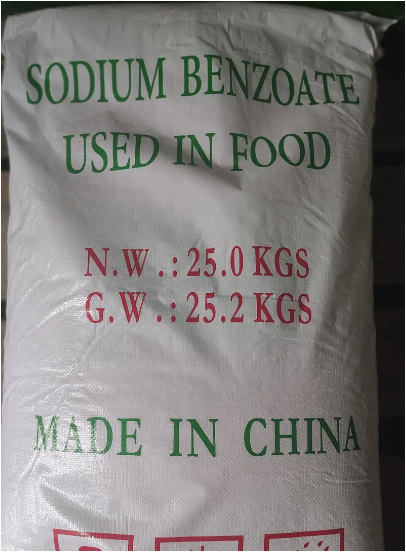 SODIUM BENZOATE
USED IN FOOD
N.W.: 25.0 KGS
G.W.: 25.2 KGS
MADE IN CHINA